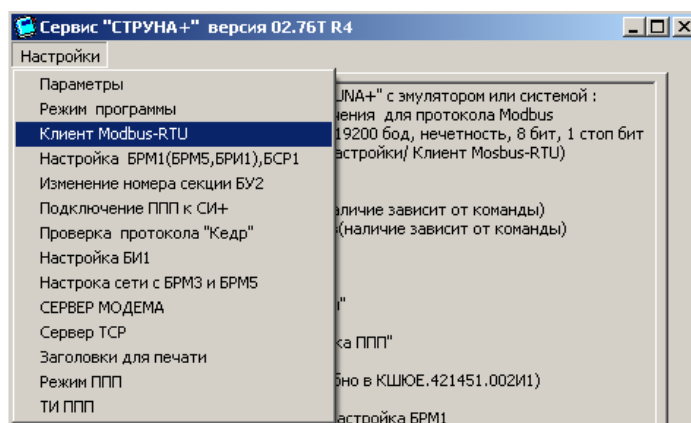 Сервис "СТРУНА+" версия 02.76T R4
Настройки
Параметры
Режим программы
Клиент Modbus-RTU
Настройка БРМ1(БРМ5,БРИ1),БСР1
Изменение номера секции БУ2
Подключение ППП к СИ+
Проверка протокола "Кедр"
Настройка БИ1
Настрока сети с БРМ3 и БРМ5
СЕРВЕР МОДЕМА
Сервер TCP
Заголовки для печати
Режим ППП
ТИ ППП
УНА+" с эмулятором или системой :
чения для протокола Modbus
19200 бод, нечетность, 8 бит, 1 стоп бит
астройки/ Клиент Mosbus-RTU)
аличие зависит от команды)
(наличие зависит от команды)
ка ППП"
бно в КШЮЕ.421451.002И1)
астройка БРМ1